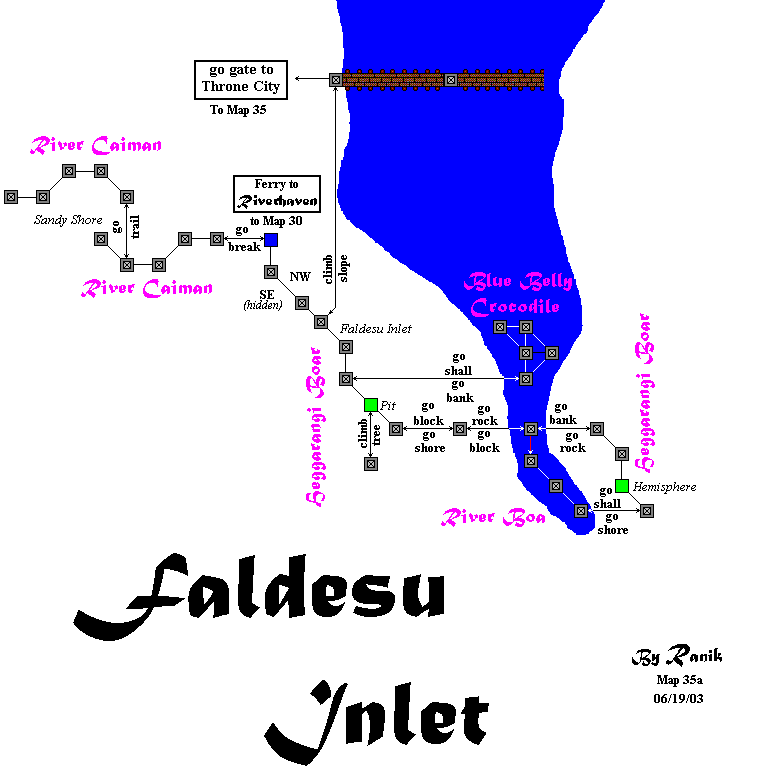 go gate to
Throne City
To Map 35
River Caiman
Sandy Shore
go
trail
River Caiman
Ferry to
Riverhaven
to Map 30
go
break
NW
SE
(hidden)
climb
slope
Faldesu Inlet
Blue Belly
Crocodile
Heggarangi Boar
go
shall
go
bank
Pit
climb
tree
go
block
go
shore
go
rock
go
block
go
bank
go
rock
Heggarangi Boar
Hemisphere
go
shall
go
shore
River Boa
Faldesu
Inlet
By Ranik
Map 35a
06/19/03